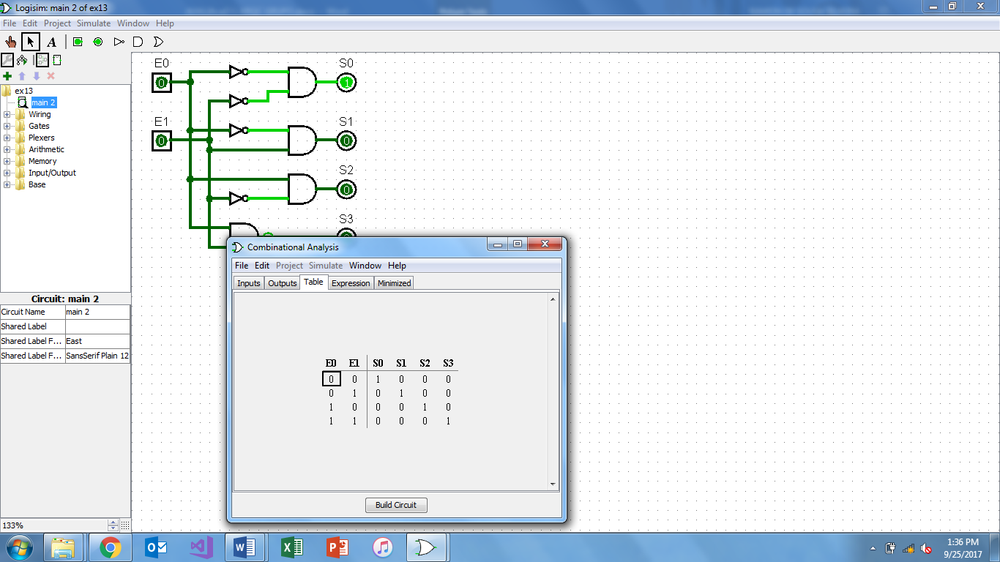 Logisim: main 2 of ex13
File Edit Project Simulate Window Help
A
E0
0
S0
1
E1
0
S1
0
S2
0
S3
ex13
main 2
Wiring
Gates
Plexers
Arithmetic
Memory
Input/Output
Base
Circuit: main 2
Circuit Name main 2
Shared Label
Shared Label F... East
Shared Label F... SansSerif Plain 12
133%
Combinational Analysis
File Edit Project Simulate Window Help
Inputs Outputs Table Expression Minimized
E0 E1 S0 S1 S2 S3
0 0 1 0 0 0
0 1 0 1 0 0
1 0 0 0 1 0
1 1 0 0 0 1
Build Circuit
1:36 PM
9/25/2017